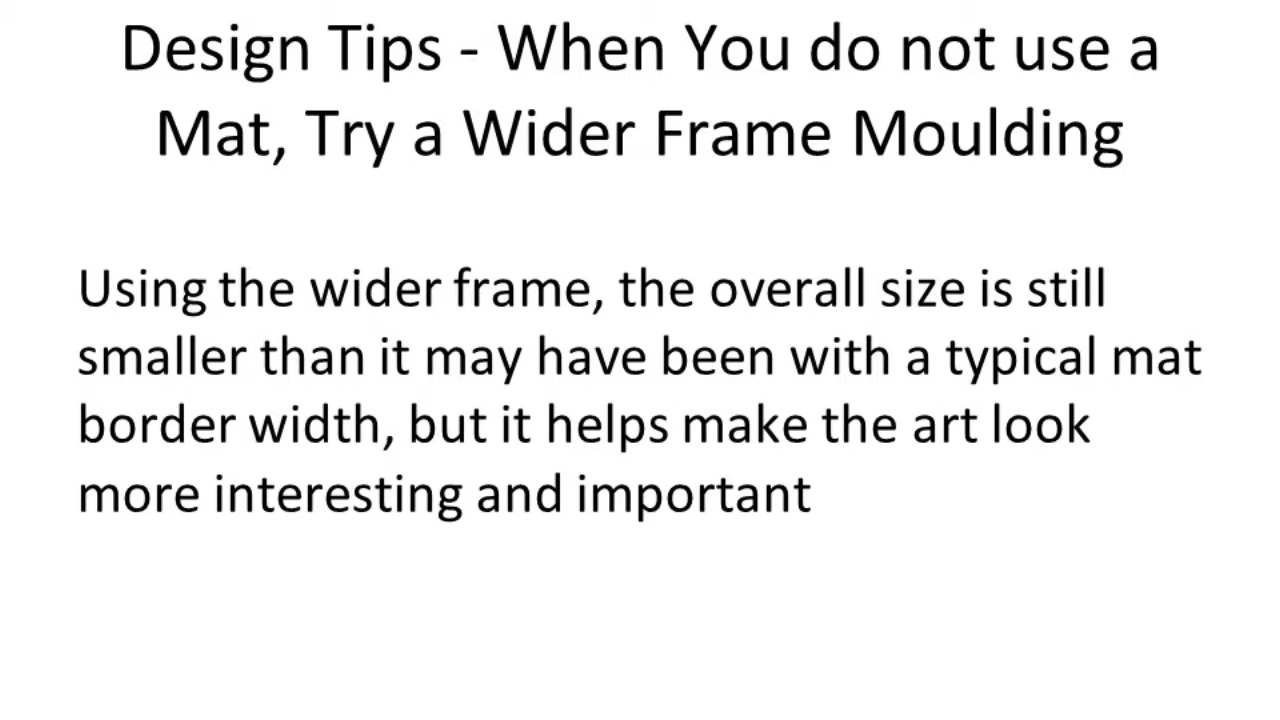 Design Tips - When You do not use a
Mat, Try a Wider Frame Moulding
Using the wider frame, the overall size is still
smaller than it may have been with a typical mat
border width, but it helps make the art look
more interesting and important